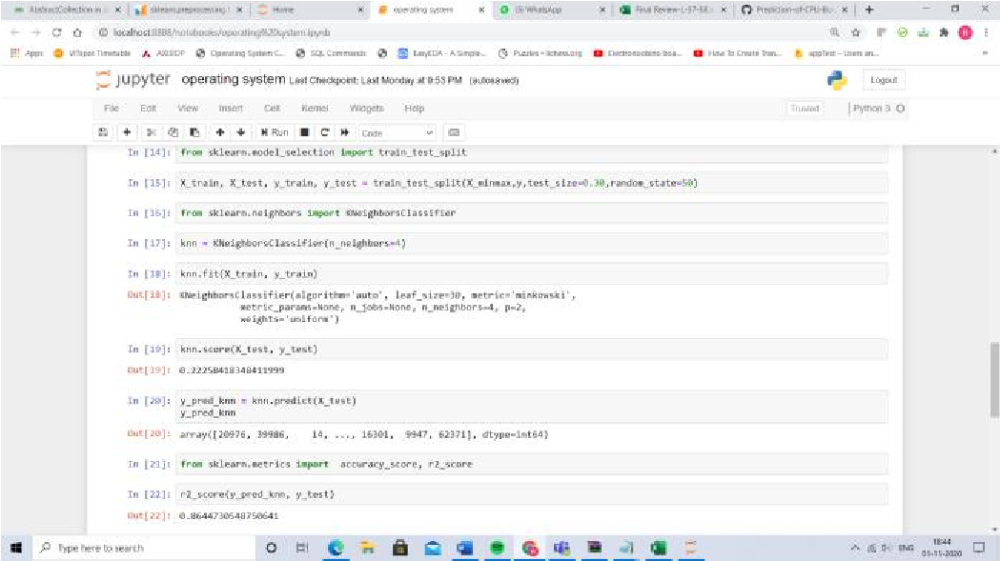 AbstractCollection in
sklearn.preprocessing
Home
operating system
(5) WhatsApp
Final Review-L-57-58
Prediction-of-CPU-Bu
localhost:8888/notebooks/operating%20system.ipynb
Apps
VITspot Timetable
Operating System C...
SQL Commands
EasyEDA - A Simple...
Puzzles • lichess.org
How To Create Tran...
appTest – Users an...
jupyter operating system Last Checkpoint: Last Monday at 9:53 PM (autosaved)
Logout
File Edit View Insert Cell Kernel Widgets Help
Trusted
Python 3
Run
Code
In [14]: from sklearn.model_selection import train_test_split
In [15]: X_train, X_test, y_train, y_test = train_test_split(X_minmax,y,test_size=0.30,random_state=50)
In [16]: from sklearn.neighbors import KNeighborsClassifier
In [17]: knn = KNeighborsClassifier(n_neighbors=4)
In [18]: knn.fit(X_train, y_train)
Out[18]: KNeighborsClassifier(algorithm='auto', leaf_size=30, metric='minkowski',
metric_params=None, n_jobs=None, n_neighbors=4, p=2,
weights='uniform')
In [19]: knn.score(X_test, y_test)
Out[19]: 0.22258418348411999
In [20]: y_pred_knn = knn.predict(X_test)
y_pred_knn
Out[20]: array([20976, 39986, 14, ..., 16301, 9947, 62371], dtype=int64)
In [21]: from sklearn.metrics import accuracy_score, r2_score
In [22]: r2_score(y_pred_knn, y_test)
Out[22]: 0.8644730548750641
Type here to search
ENG
18:44
01-11-2020